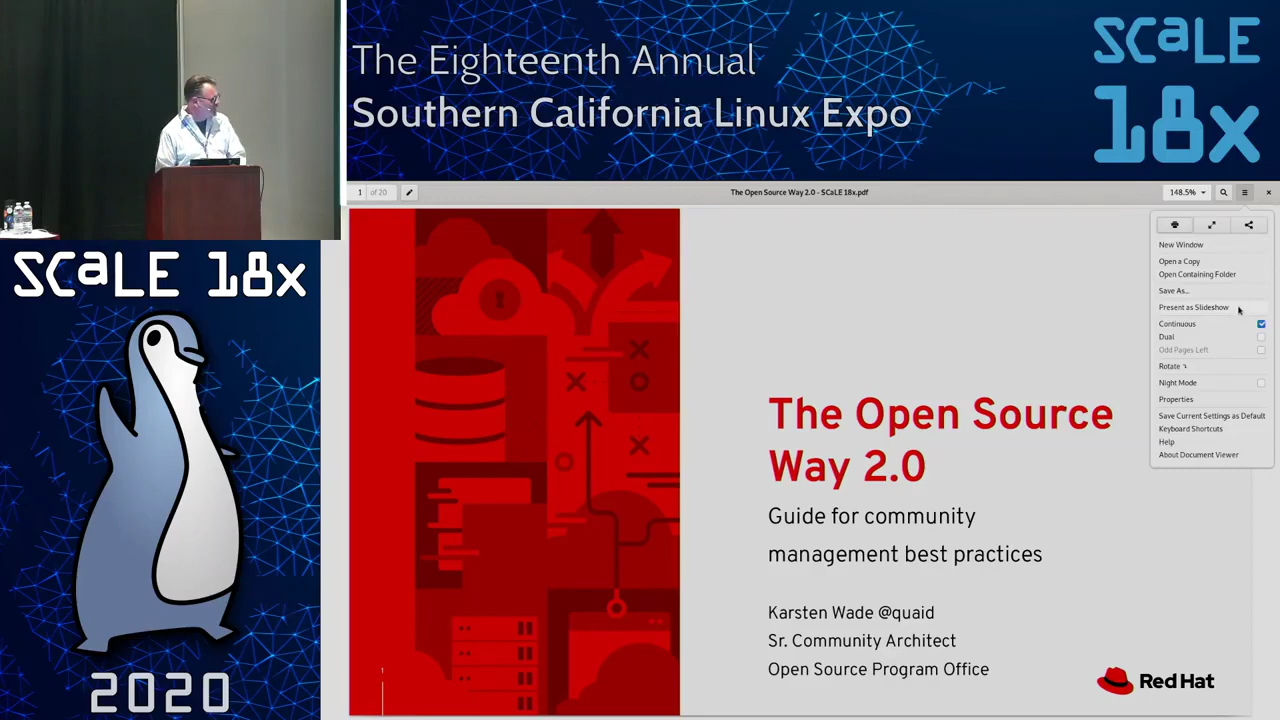 The Eighteenth Annual
Southern California Linux Expo
SCaLE
18x
1 of 20
The Open Source Way 2.0 - SCaLE 18x.pdf
148.5%
New Window
Open a Copy
Open Containing Folder
Save As...
Present as Slideshow
Continuous
Dual
Odd Pages Left
Rotate
Night Mode
Properties
Save Current Settings as Default
Keyboard Shortcuts
Help
About Document Viewer
The Open Source
Way 2.0
Guide for community
management best practices
Karsten Wade @quaid
Sr. Community Architect
Open Source Program Office
1
Red Hat
SCaLE 18x
2020